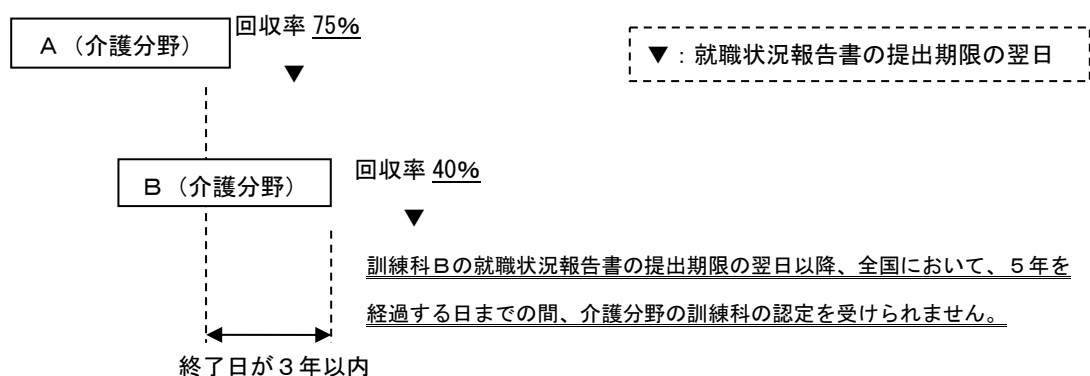 A（介護分野）
回収率 75%
▼
▼：就職状況報告書の提出期限の翌日
B（介護分野）
回収率 40%
▼
訓練科Bの就職状況報告書の提出期限の翌日以降、全国において、５年を
経過する日までの間、介護分野の訓練科の認定を受けられません。
終了日が３年以内